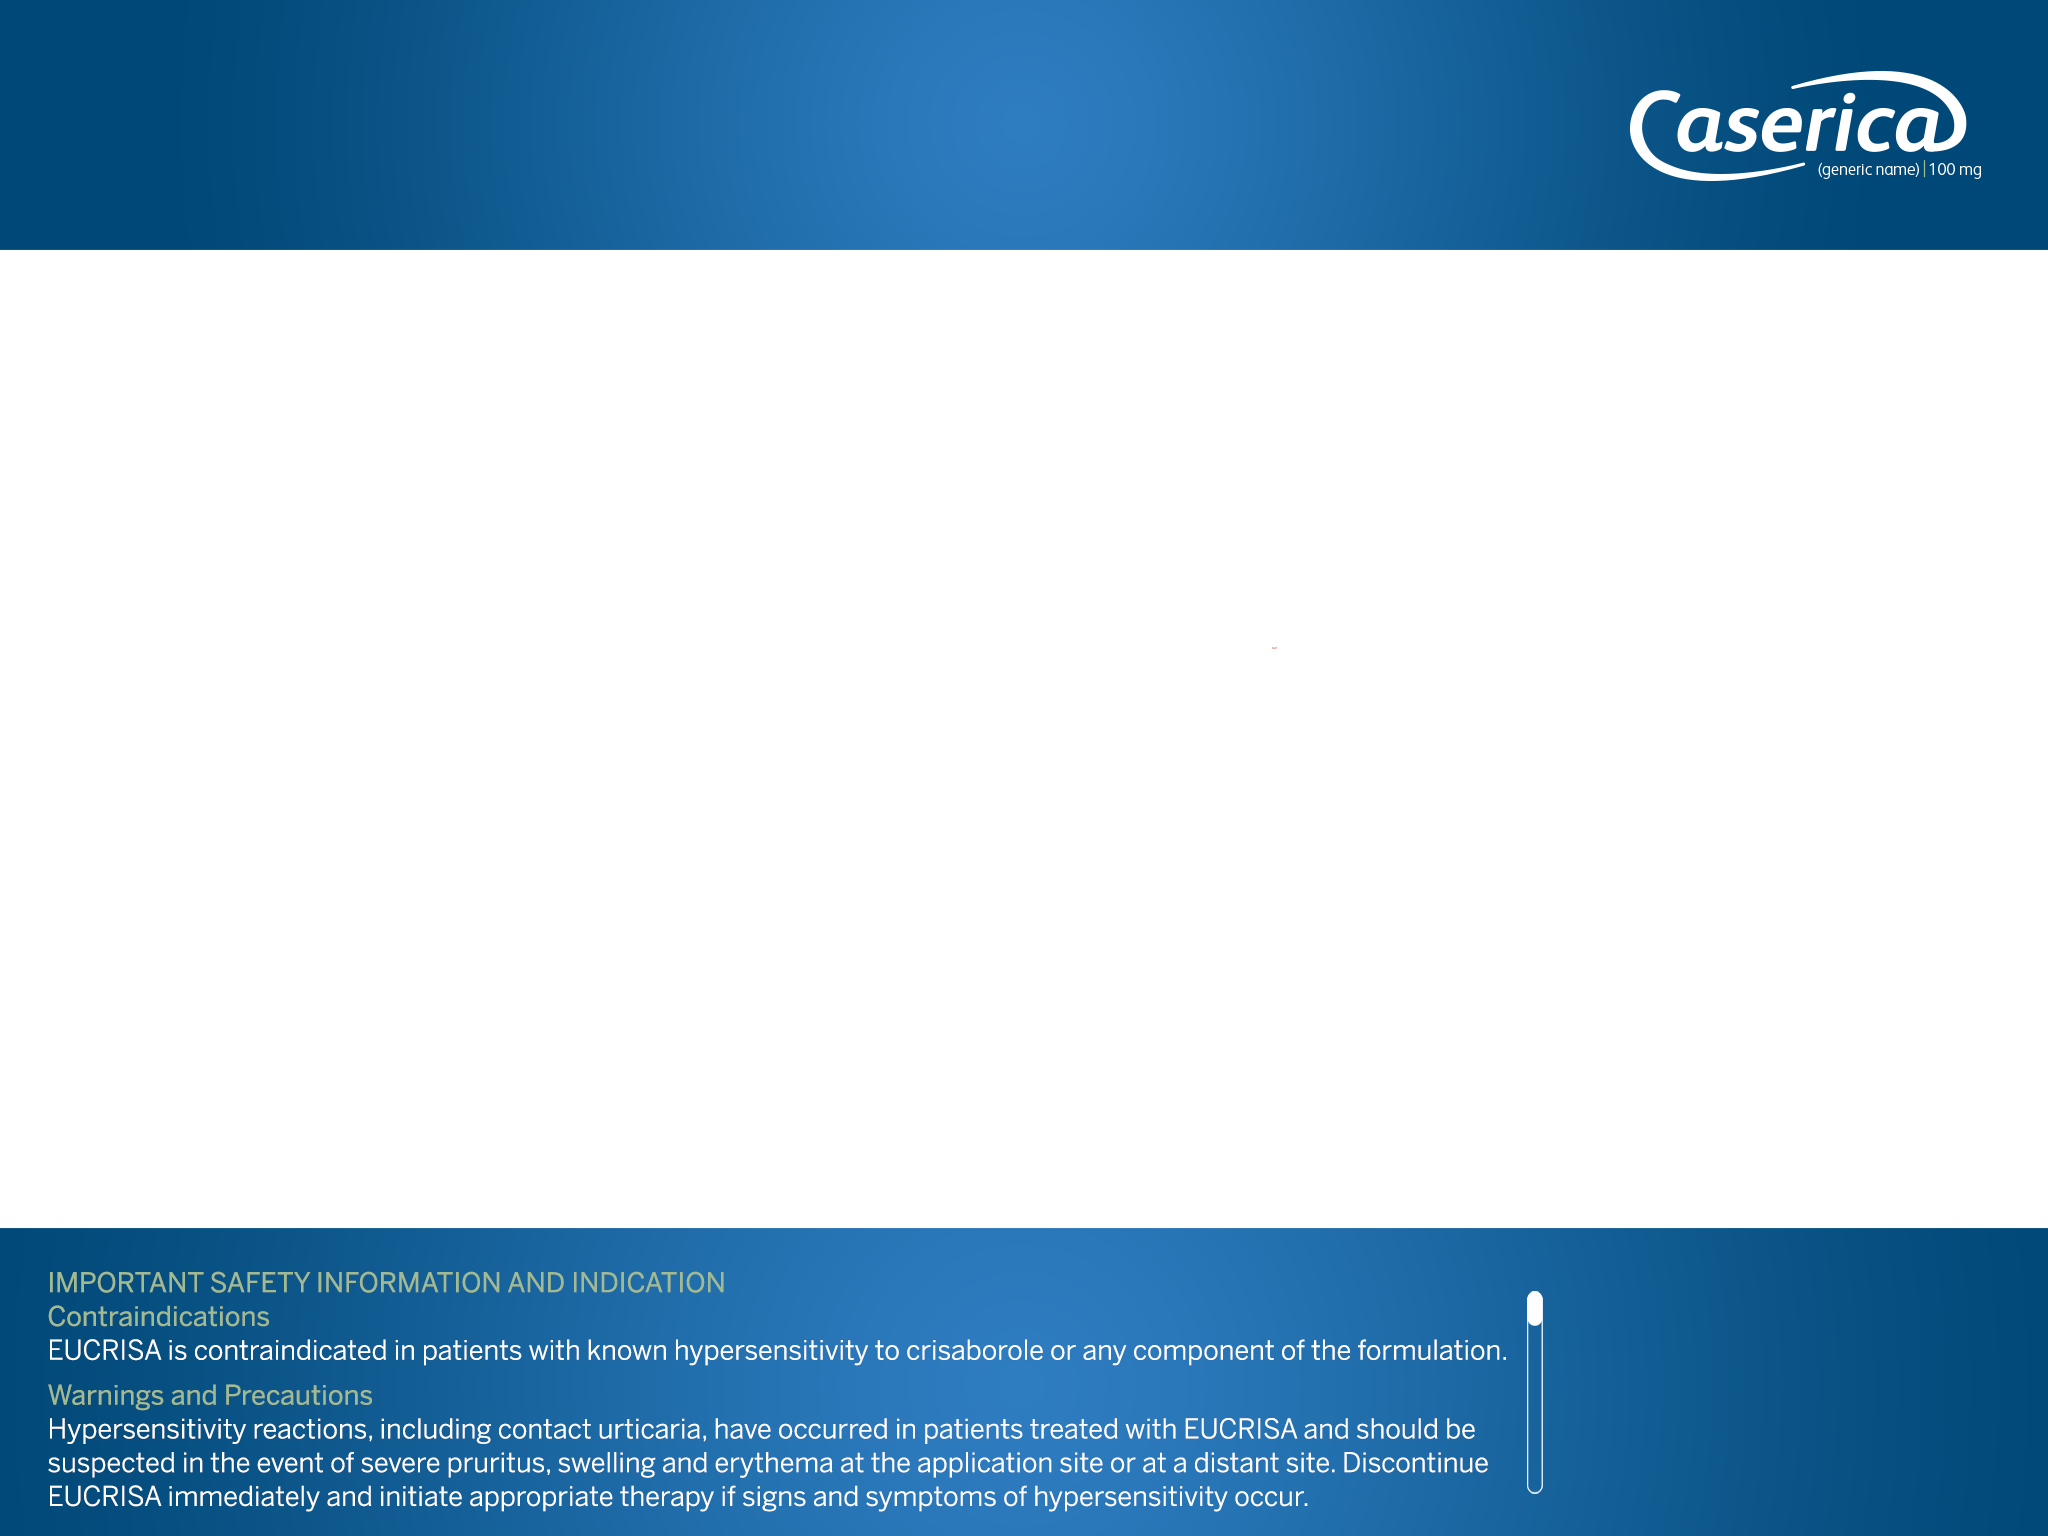 Caserica
(generic name) | 100 mg
IMPORTANT SAFETY INFORMATION AND INDICATION
Contraindications
EUCRISA is contraindicated in patients with known hypersensitivity to crisaborole or any component of the formulation.
Warnings and Precautions
Hypersensitivity reactions, including contact urticaria, have occurred in patients treated with EUCRISA and should be
suspected in the event of severe pruritus, swelling and erythema at the application site or at a distant site. Discontinue
EUCRISA immediately and initiate appropriate therapy if signs and symptoms of hypersensitivity occur.